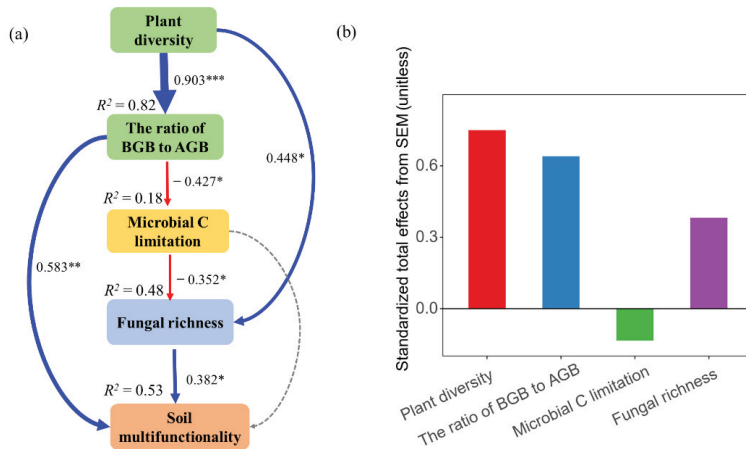 (a)
Plant
diversity
0.903***
R² = 0.82
The ratio of
BGB to AGB
0.448*
− 0.427*
R² = 0.18
Microbial C
limitation
0.583**
− 0.352*
R² = 0.48
Fungal richness
0.382*
R² = 0.53
Soil
multifunctionality
(b)
Standardized total effects from SEM (unitless)
0.6
0.3
0.0
Plant diversity
The ratio of BGB to AGB
Microbial C limitation
Fungal richness